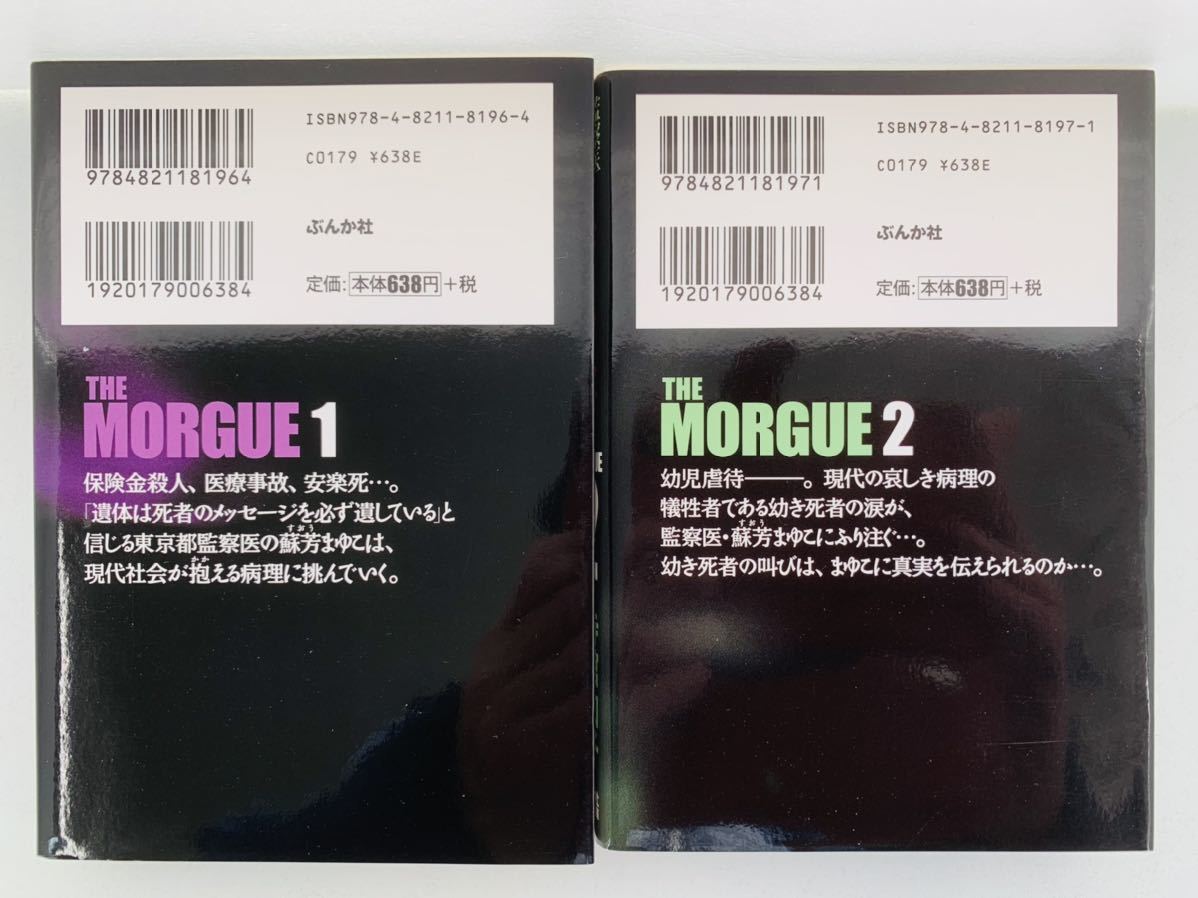 ISBN978-4-8211-8196-4
C0179 ¥638E
9784821181964
ぶんか社
定価:本体638円+税
1920179006384
THE
MORGUE 1
保険金殺人、医療事故、安楽死…。
「遺体は死者のメッセージを必ず遺している」と
すおう
信じる東京都監察医の蘇芳まゆこは、
かか
現代社会が抱える病理に挑んでいく。
ISBN978-4-8211-8197-1
C0179 ¥638E
9784821181971
ぶんか社
定価:本体638円+税
1920179006384
THE
MORGUE 2
幼児虐待───。現代の哀しき病理の
犠牲者である幼き死者の涙が、
すおう
監察医・蘇芳まゆこにふり注ぐ…。
幼き死者の叫びは、まゆこに真実を伝えられるのか…。